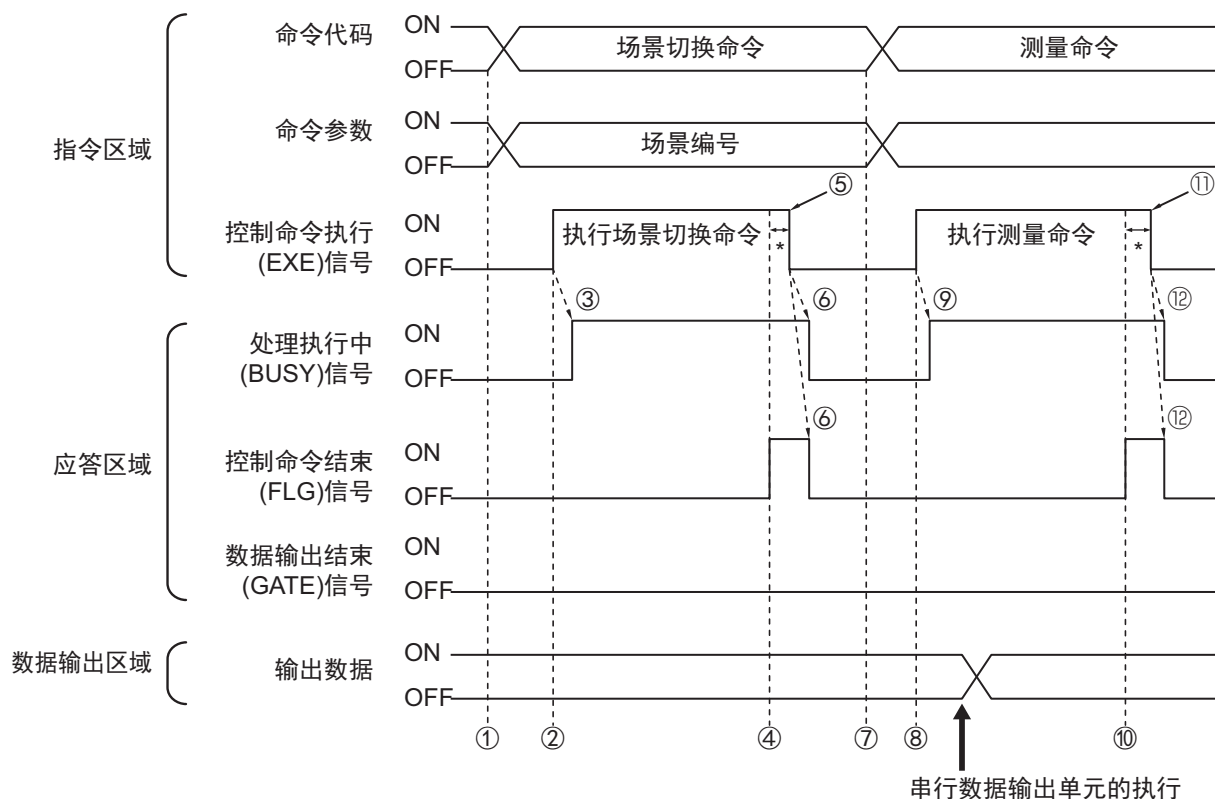 命令代码
ON
OFF
场景切换命令
测量命令
指令区域
命令参数
ON
OFF
场景编号
控制命令执行
(EXE)信号
ON
OFF
执行场景切换命令
*
⑤
执行测量命令
*
⑪
③
⑥
⑨
⑫
应答区域
处理执行中
(BUSY)信号
ON
OFF
⑥
⑫
控制命令结束
(FLG)信号
ON
OFF
数据输出结束
(GATE)信号
ON
OFF
数据输出区域
输出数据
ON
OFF
①
②
④
⑦
⑧
⑩
串行数据输出单元的执行